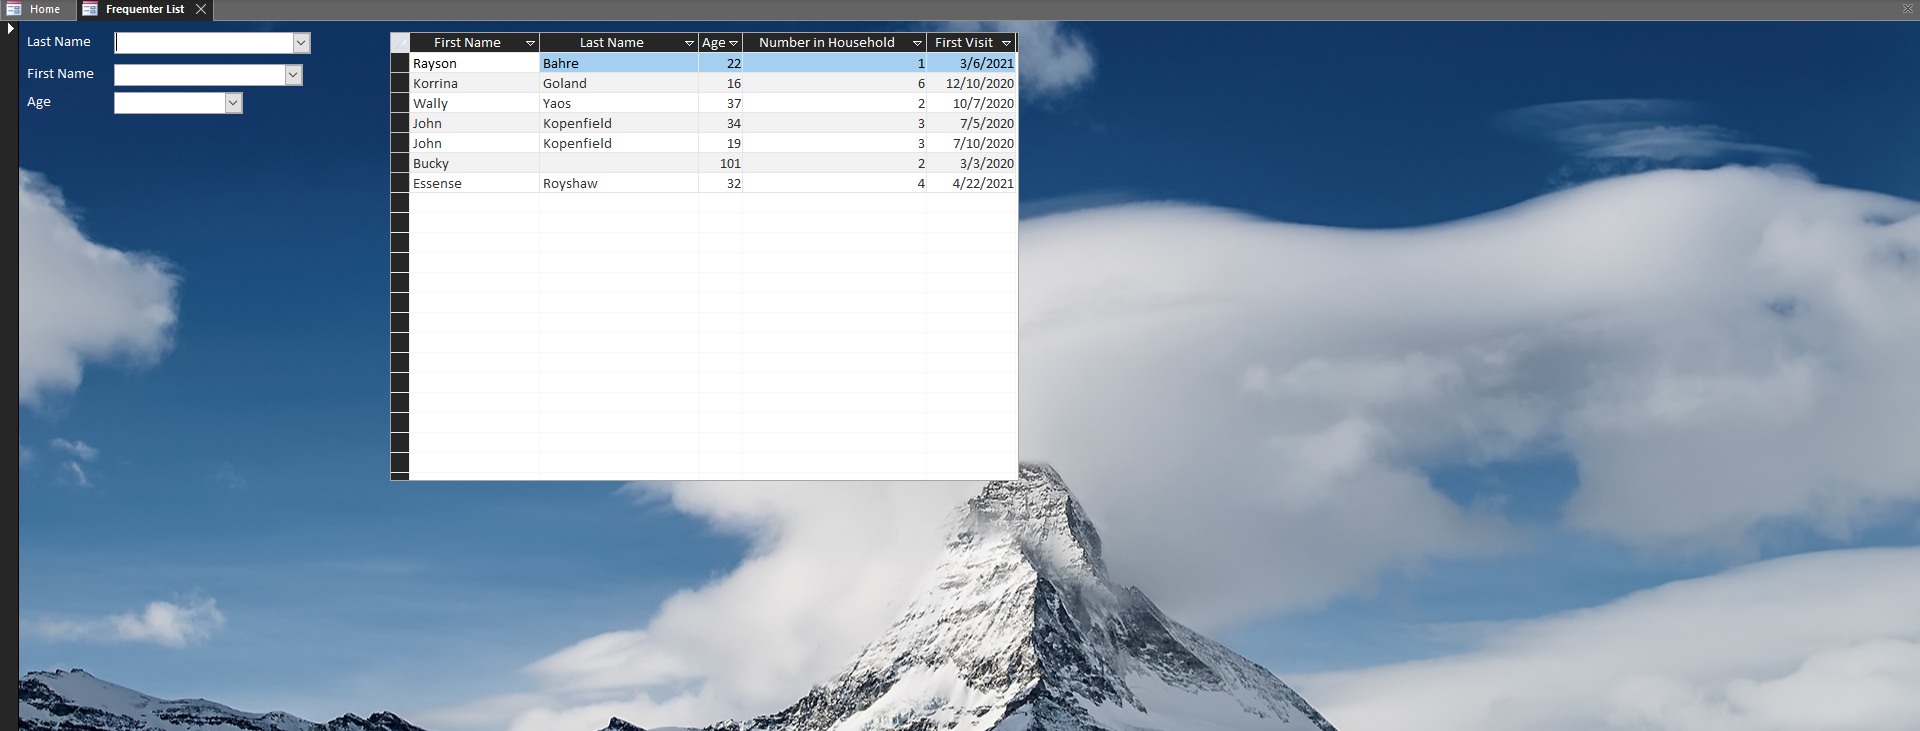 Home Frequenter List
Last Name
First Name
Age
First Name Last Name Age Number in Household First Visit
Rayson Bahre 22 1 3/6/2021
Korrina Goland 16 6 12/10/2020
Wally Yaos 37 2 10/7/2020
John Kopenfield 34 3 7/5/2020
John Kopenfield 19 3 7/10/2020
Bucky 101 2 3/3/2020
Essense Royshaw 32 4 4/22/2021